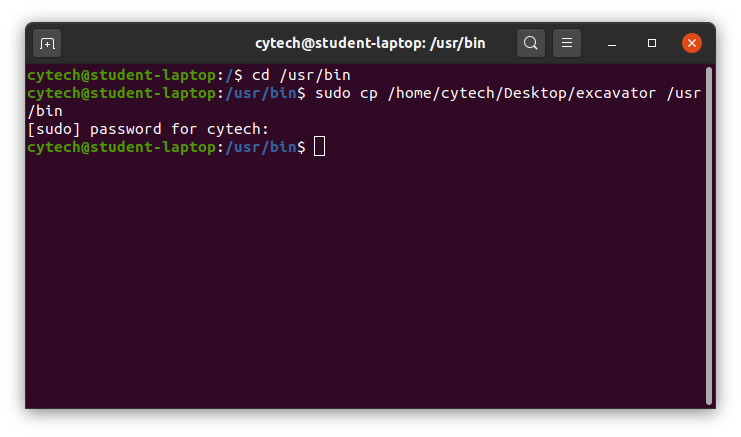 cytech@student-laptop: /usr/bin
cytech@student-laptop:/$ cd /usr/bin
cytech@student-laptop:/usr/bin$ sudo cp /home/cytech/Desktop/excavator /usr
/bin
[sudo] password for cytech:
cytech@student-laptop:/usr/bin$